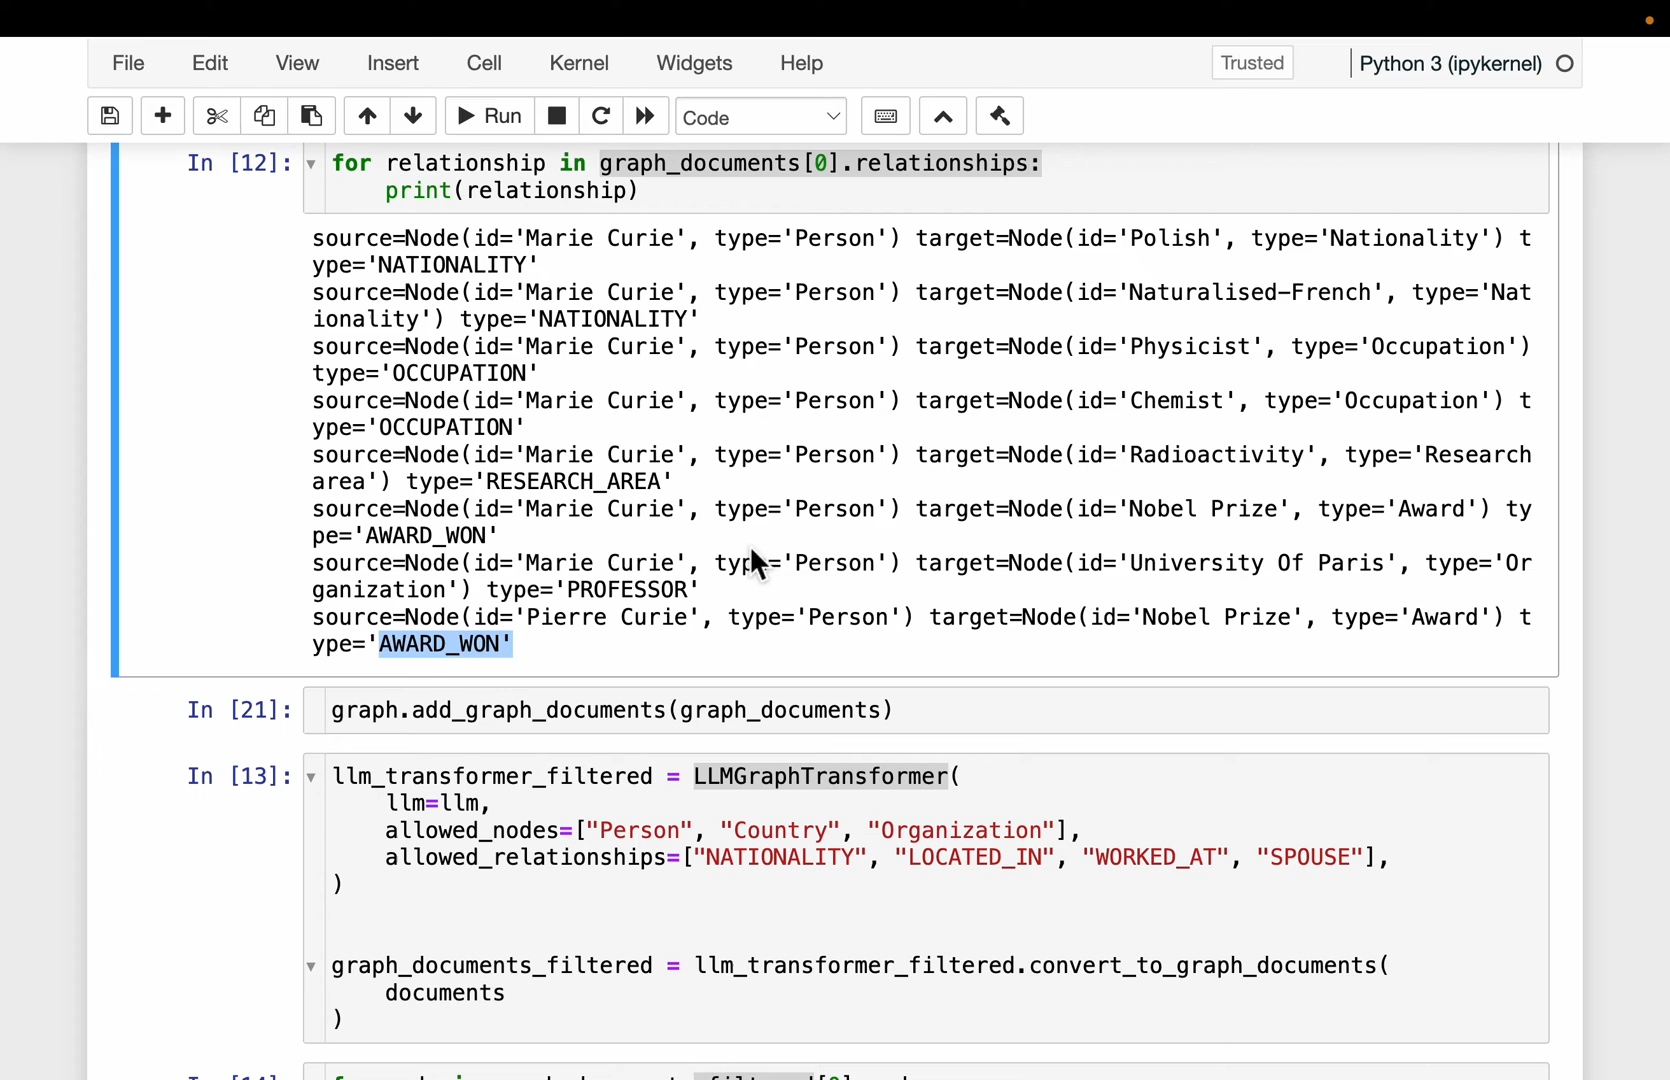 File Edit View Insert Cell Kernel Widgets Help Trusted Python 3 (ipykernel)
Run Code
In [12]: for relationship in graph_documents[0].relationships:
print(relationship)
source=Node(id='Marie Curie', type='Person') target=Node(id='Polish', type='Nationality') t
ype='NATIONALITY'
source=Node(id='Marie Curie', type='Person') target=Node(id='Naturalised-French', type='Nat
ionality') type='NATIONALITY'
source=Node(id='Marie Curie', type='Person') target=Node(id='Physicist', type='Occupation')
type='OCCUPATION'
source=Node(id='Marie Curie', type='Person') target=Node(id='Chemist', type='Occupation') t
ype='OCCUPATION'
source=Node(id='Marie Curie', type='Person') target=Node(id='Radioactivity', type='Research
area') type='RESEARCH_AREA'
source=Node(id='Marie Curie', type='Person') target=Node(id='Nobel Prize', type='Award') ty
pe='AWARD_WON'
source=Node(id='Marie Curie', type='Person') target=Node(id='University Of Paris', type='Or
ganization') type='PROFESSOR'
source=Node(id='Pierre Curie', type='Person') target=Node(id='Nobel Prize', type='Award') t
ype='AWARD_WON'
In [21]: graph.add_graph_documents(graph_documents)
In [13]: llm_transformer_filtered = LLMGraphTransformer(
llm=llm,
allowed_nodes=["Person", "Country", "Organization"],
allowed_relationships=["NATIONALITY", "LOCATED_IN", "WORKED_AT", "SPOUSE"],
)
graph_documents_filtered = llm_transformer_filtered.convert_to_graph_documents(
documents
)